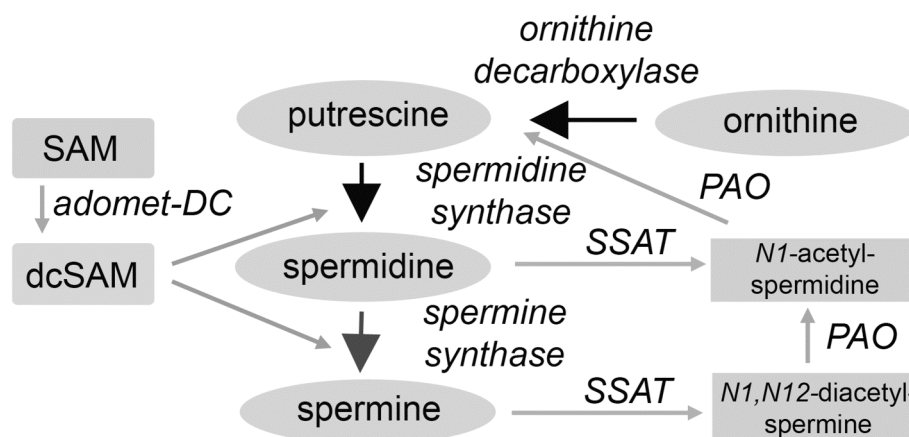 ornithine
decarboxylase
putrescine
ornithine
SAM
spermidine
synthase
PAO
adomet-DC
dcSAM
spermidine
SSAT
N1-acetyl-
spermidine
spermine
synthase
PAO
spermine
SSAT
N1,N12-diacetyl-
spermine